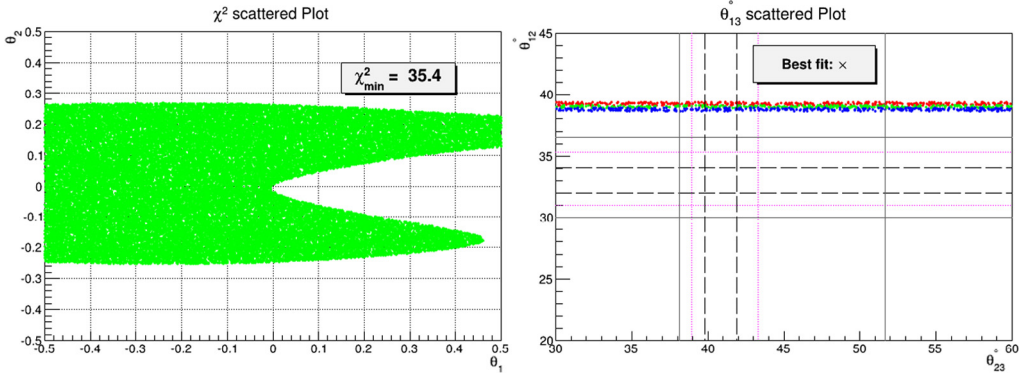 χ² scattered Plot
θ₂
0.5
0.4
0.3
0.2
0.1
0
-0.1
-0.2
-0.3
-0.4
-0.5
χ²min = 35.4
-0.5 -0.4 -0.3 -0.2 -0.1 0 0.1 0.2 0.3 0.4 0.5
θ₁
θ₁₃° scattered Plot
θ₁₂°
45
40
35
30
25
20
Best fit: ×
30 35 40 45 50 55 60
θ₂₃°